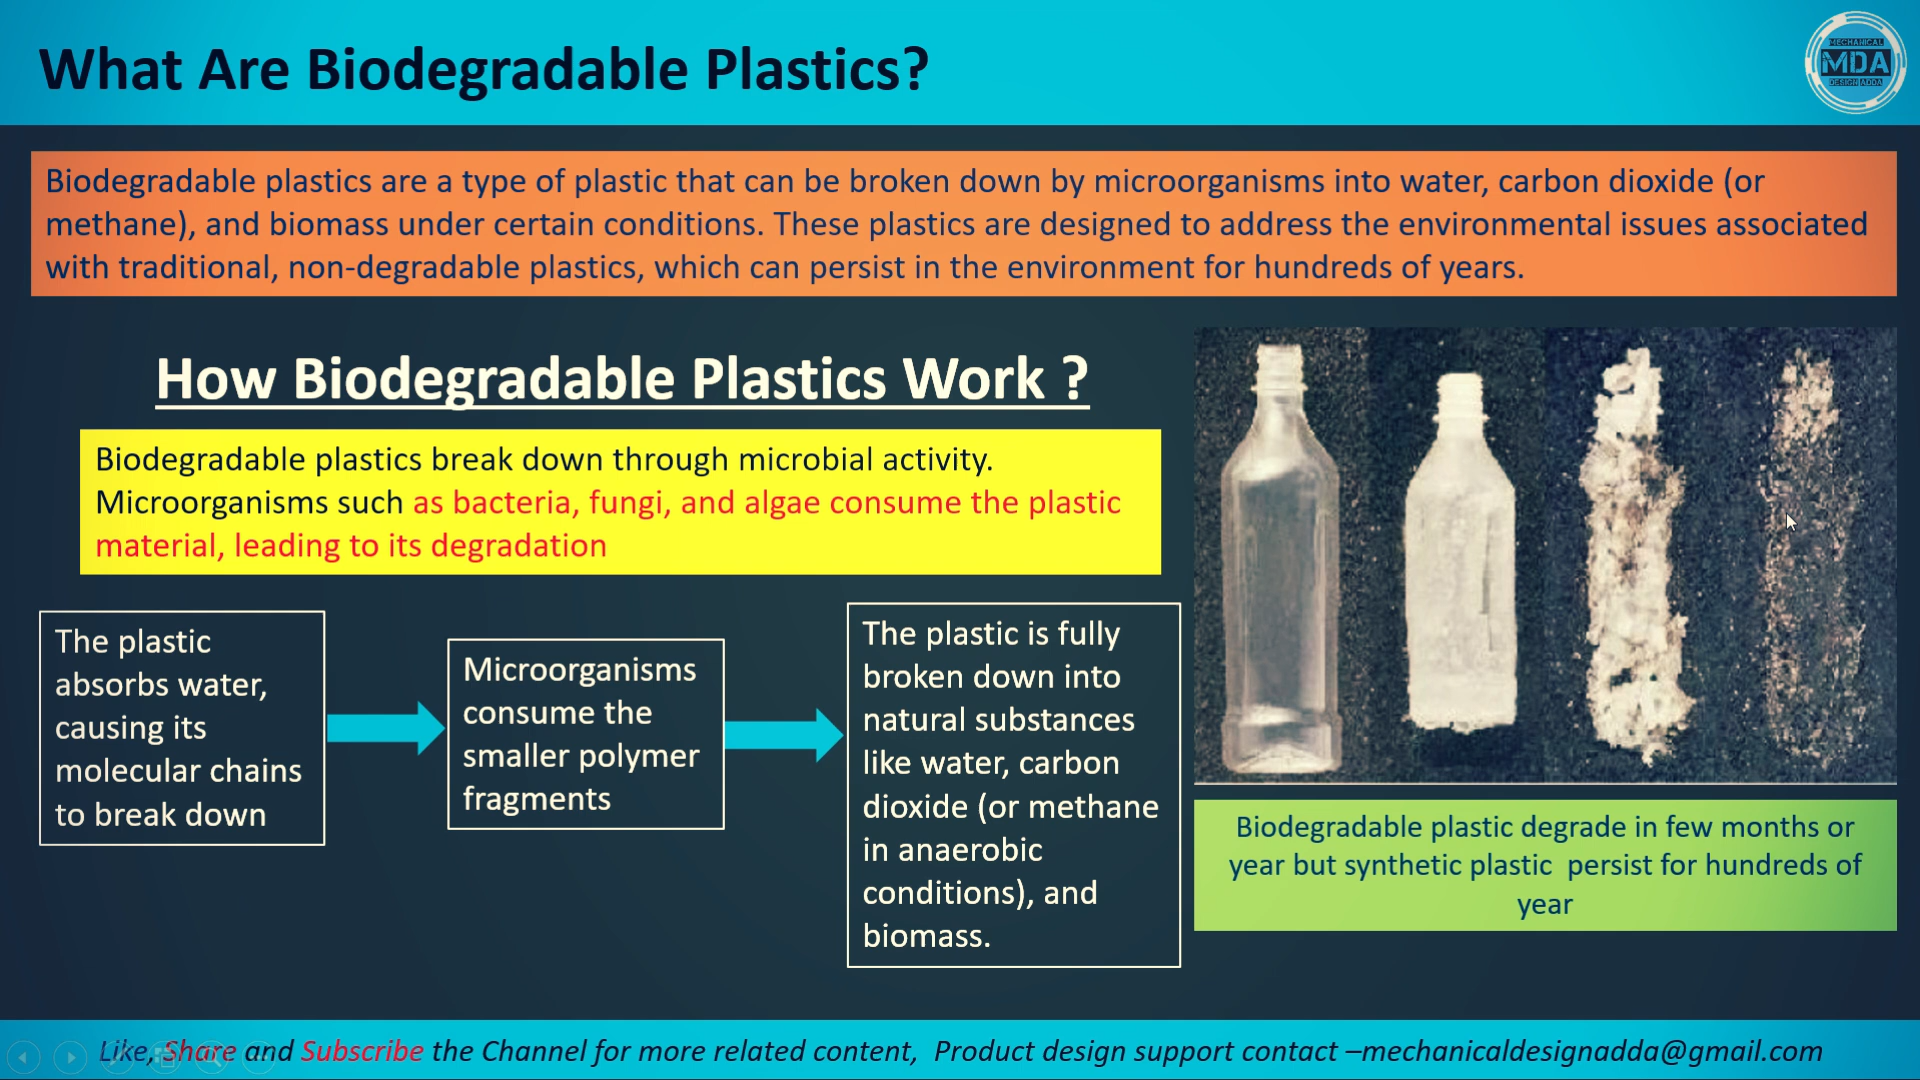 What Are Biodegradable Plastics?
MECHANICAL
MDA
DESIGN ADDA
Biodegradable plastics are a type of plastic that can be broken down by microorganisms into water, carbon dioxide (or
methane), and biomass under certain conditions. These plastics are designed to address the environmental issues associated
with traditional, non-degradable plastics, which can persist in the environment for hundreds of years.
How Biodegradable Plastics Work ?
Biodegradable plastics break down through microbial activity.
Microorganisms such as bacteria, fungi, and algae consume the plastic
material, leading to its degradation
The plastic
absorbs water,
causing its
molecular chains
to break down
Microorganisms
consume the
smaller polymer
fragments
The plastic is fully
broken down into
natural substances
like water, carbon
dioxide (or methane
in anaerobic
conditions), and
biomass.
Biodegradable plastic degrade in few months or
year but synthetic plastic  persist for hundreds of
year
Like, Share and Subscribe the Channel for more related content,  Product design support contact –mechanicaldesignadda@gmail.com